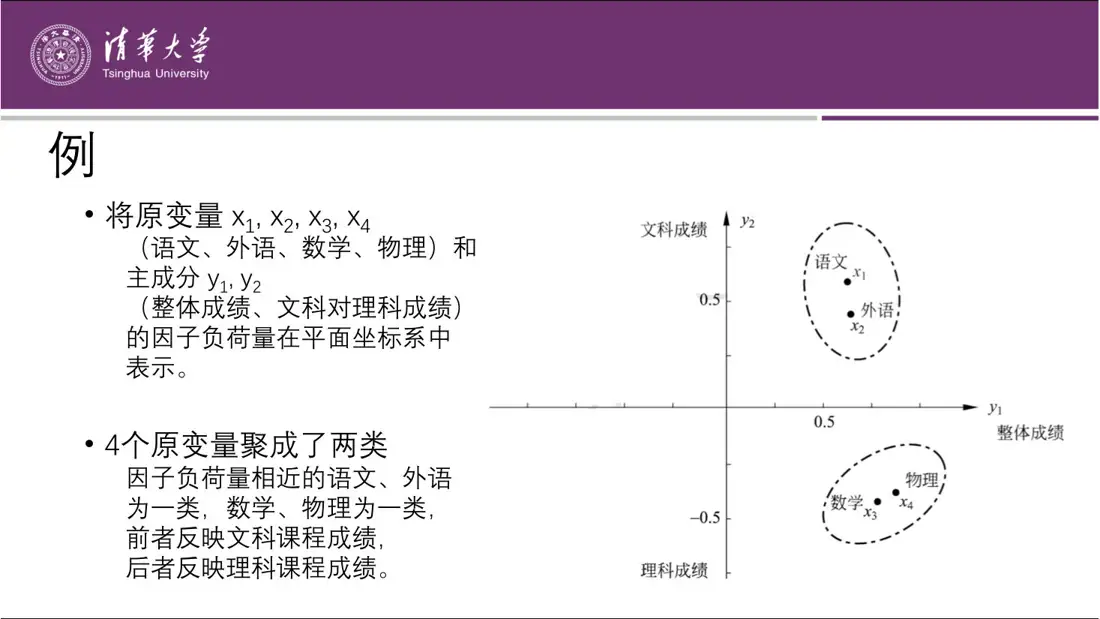 清华大学
Tsinghua University
例
• 将原变量 x₁, x₂, x₃, x₄
（语文、外语、数学、物理）和
主成分 y₁, y₂
（整体成绩、文科对理科成绩）
的因子负荷量在平面坐标系中
表示。
• 4个原变量聚成了两类
因子负荷量相近的语文、外语
为一类，数学、物理为一类，
前者反映文科课程成绩，
后者反映理科课程成绩。
文科成绩
y₂
语文
x₁
0.5
外语
x₂
0.5
y₁
整体成绩
物理
数学
x₃
x₄
–0.5
理科成绩